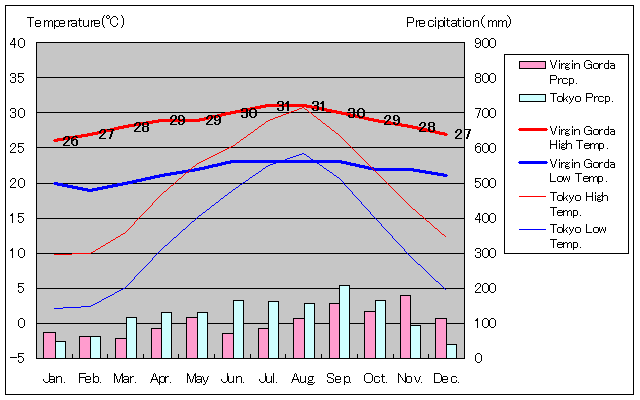 Temperature(℃) Precipitation(mm)
40 900
35 800
30 700
25 600
20 500
15 400
10 300
5 200
0 100
-5 0
26 27 28 29 29 30 31 31 30 29 28 27
Jan. Feb. Mar. Apr. May Jun. Jul. Aug. Sep. Oct. Nov. Dec.
Virgin Gorda
Prcp.
Tokyo Prcp.
Virgin Gorda
High Temp.
Virgin Gorda
Low Temp.
Tokyo High
Temp.
Tokyo Low
Temp.